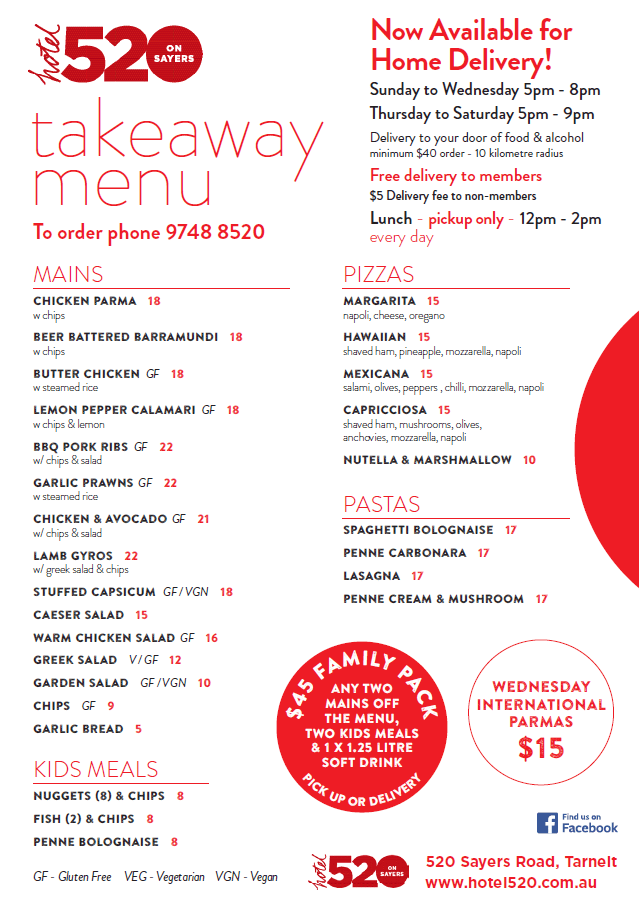 hotel 520 ON SAYERS
takeaway
menu
To order phone 9748 8520
Now Available for
Home Delivery!
Sunday to Wednesday 5pm - 8pm
Thursday to Saturday 5pm - 9pm
Delivery to your door of food & alcohol
minimum $40 order - 10 kilometre radius
Free delivery to members
$5 Delivery fee to non-members
Lunch - pickup only - 12pm - 2pm
every day
MAINS
CHICKEN PARMA 18
w chips
BEER BATTERED BARRAMUNDI 18
w chips
BUTTER CHICKEN GF 18
w steamed rice
LEMON PEPPER CALAMARI GF 18
w chips & lemon
BBQ PORK RIBS GF 22
w/ chips & salad
GARLIC PRAWNS GF 22
w steamed rice
CHICKEN & AVOCADO GF 21
w/ chips & salad
LAMB GYROS 22
w/ greek salad & chips
STUFFED CAPSICUM GF/VGN 18
CAESER SALAD 15
WARM CHICKEN SALAD GF 16
GREEK SALAD V/GF 12
GARDEN SALAD GF/VGN 10
CHIPS GF 9
GARLIC BREAD 5
KIDS MEALS
NUGGETS (8) & CHIPS 8
FISH (2) & CHIPS 8
PENNE BOLOGNAISE 8
GF - Gluten Free VEG - Vegetarian VGN - Vegan
PIZZAS
MARGARITA 15
napoli, cheese, oregano
HAWAIIAN 15
shaved ham, pineapple, mozzarella, napoli
MEXICANA 15
salami, olives, peppers , chilli, mozzarella, napoli
CAPRICCIOSA 15
shaved ham, mushrooms, olives,
anchovies, mozzarella, napoli
NUTELLA & MARSHMALLOW 10
PASTAS
SPAGHETTI BOLOGNAISE 17
PENNE CARBONARA 17
LASAGNA 17
PENNE CREAM & MUSHROOM 17
$45 FAMILY PACK
ANY TWO
MAINS OFF
THE MENU,
TWO KIDS MEALS
& 1 X 1.25 LITRE
SOFT DRINK
PICK UP OR DELIVERY
WEDNESDAY
INTERNATIONAL
PARMAS
$15
Find us on
Facebook
hotel 520 ON SAYERS
520 Sayers Road, Tarneit
www.hotel520.com.au